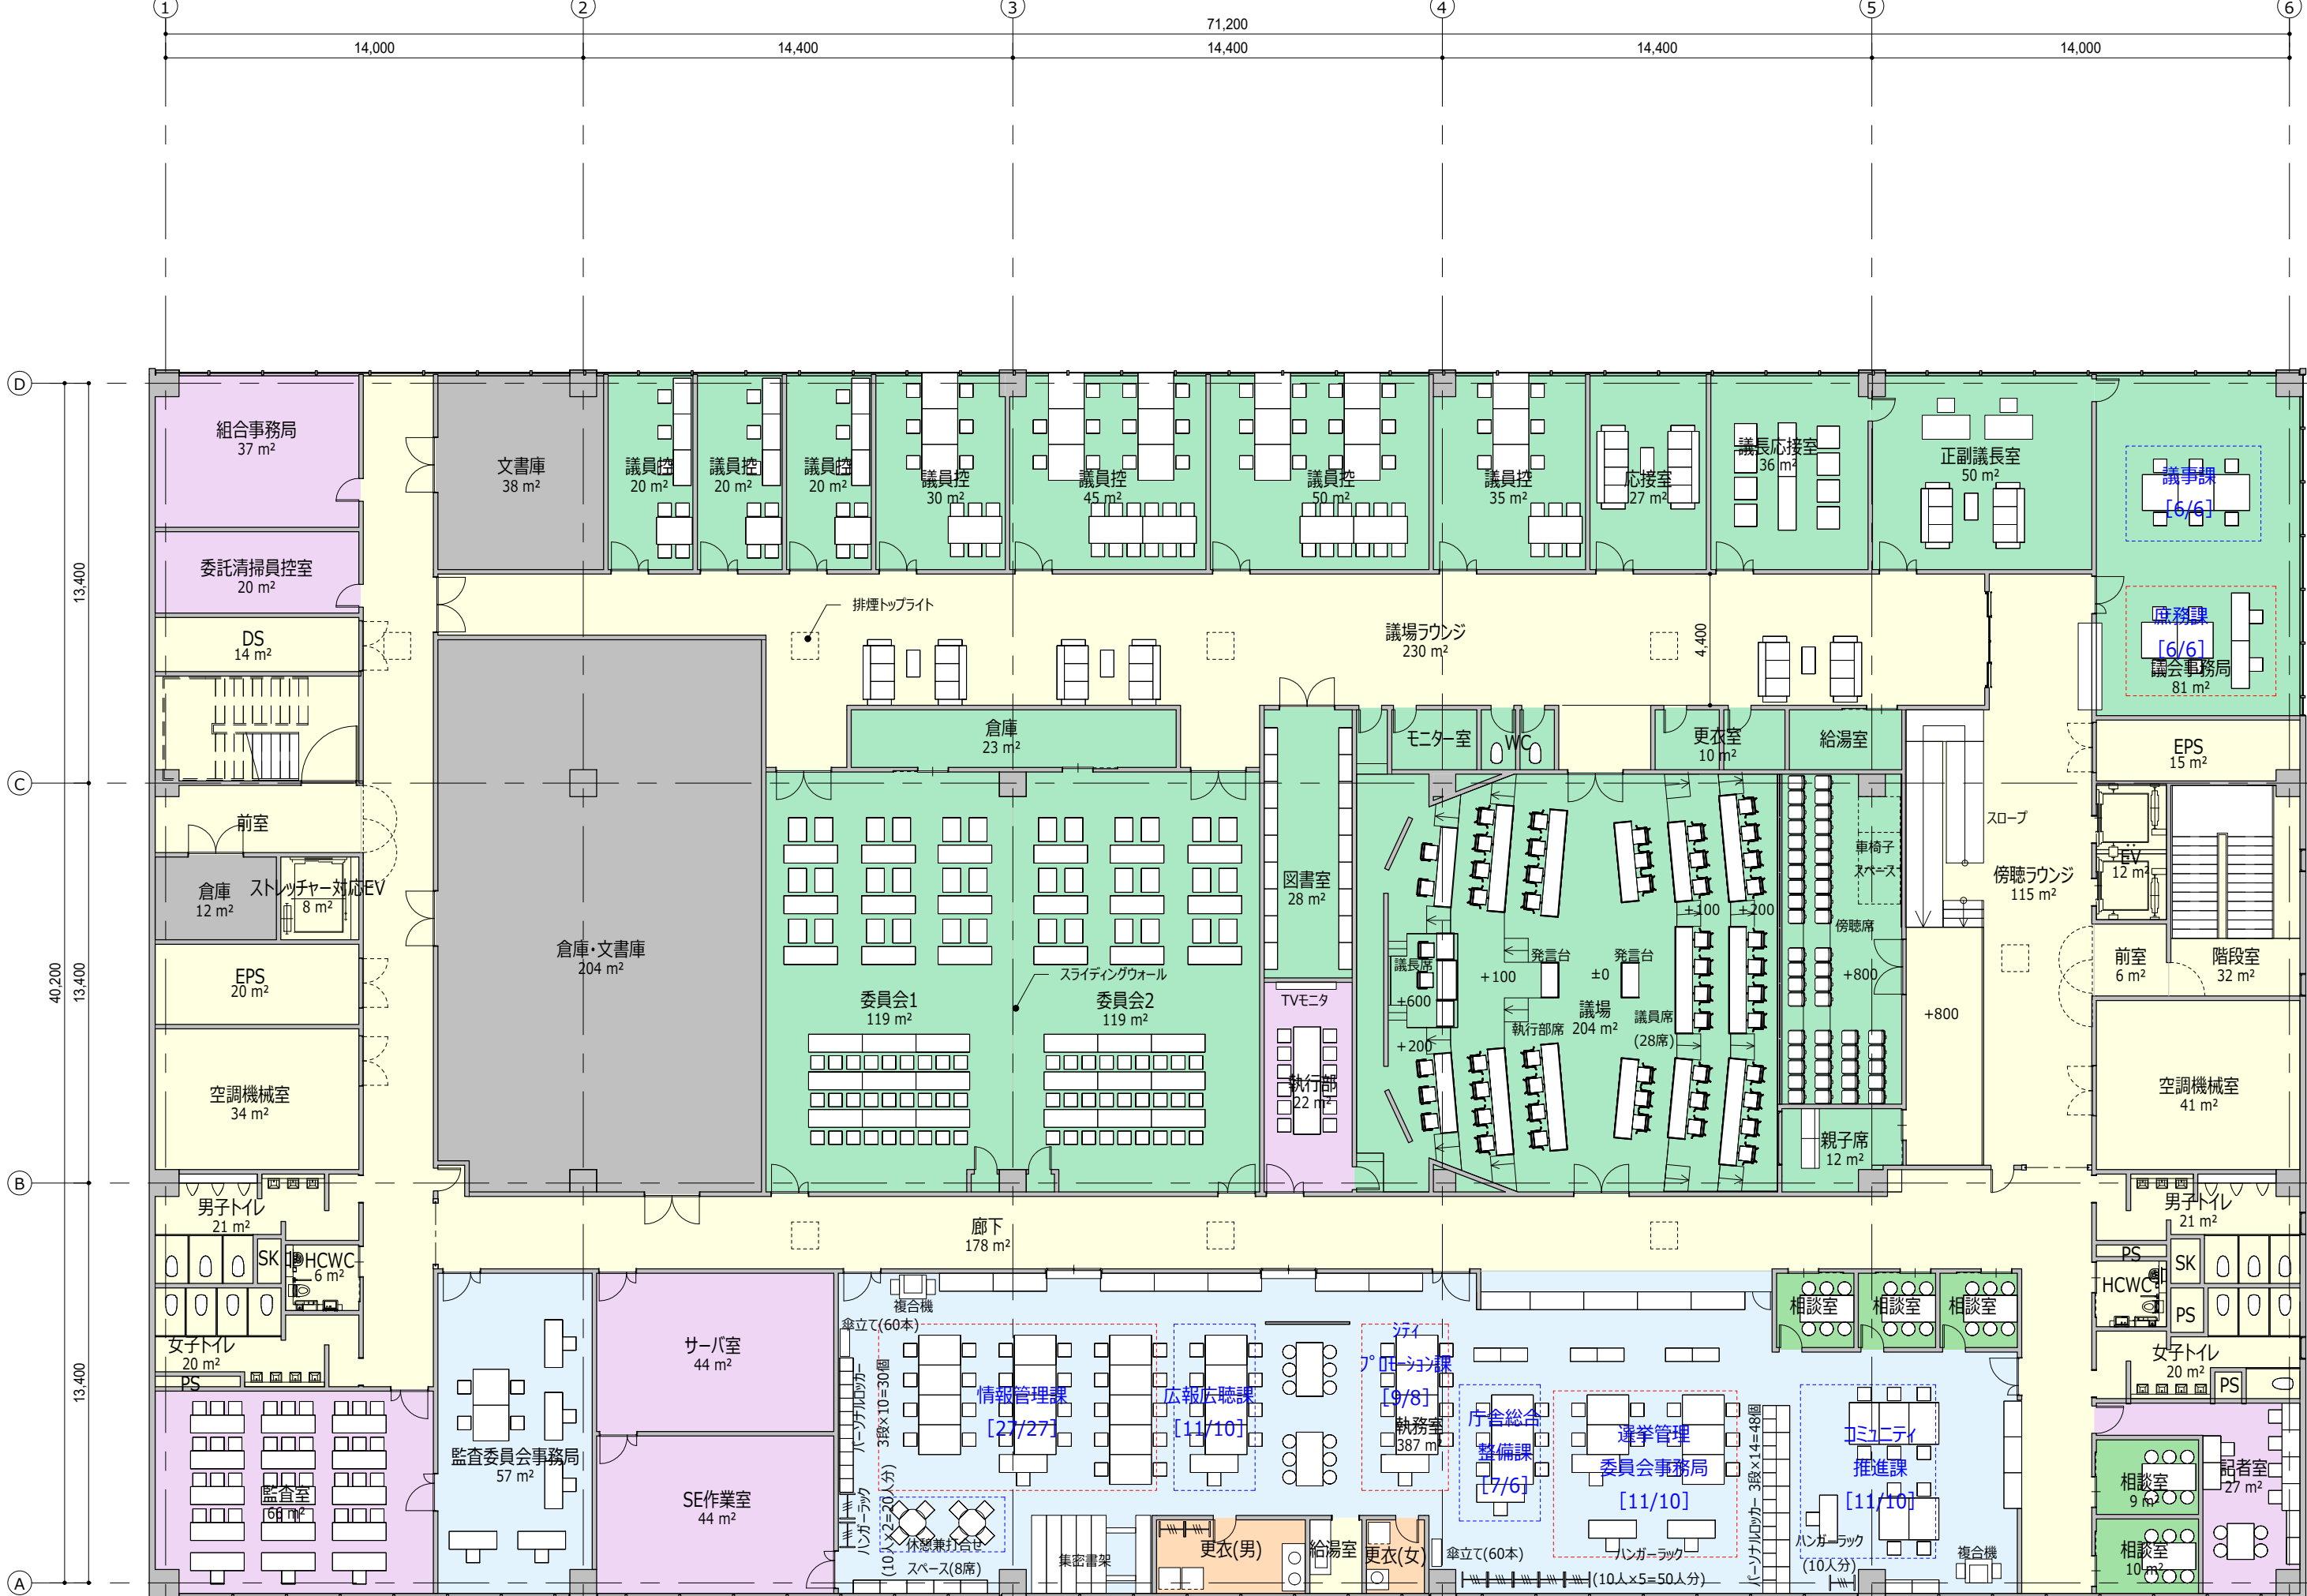 1 2 3 4 5 6
71,200
14,000 14,400 14,400 14,400 14,000
D
C
B
A
40,200
13,400
13,400
13,400
組合事務局
37 m²
文書庫
38 m²
議員控
20 m²
議員控
20 m²
議員控
20 m²
議員控
30 m²
議員控
45 m²
議員控
50 m²
議員控
35 m²
応接室
27 m²
議長応接室
36 m²
正副議長室
50 m²
議事課
[6/6]
委託清掃員控室
20 m²
庶務課
[6/6]
議会事務局
81 m²
DS
14 m²
排煙トップライト
議場ラウンジ
230 m²
4,400
倉庫
23 m²
モニター室
WC
更衣室
10 m²
給湯室
EPS
15 m²
前室
倉庫
12 m²
ストレッチャー対応EV
8 m²
倉庫・文書庫
204 m²
EPS
20 m²
空調機械室
34 m²
スライディングウォール
委員会1
119 m²
委員会2
119 m²
図書室
28 m²
TVモニタ
執行部
22 m²
議長席
+600
+200
+100
発言台
発言台
±0
執行部席
議場
204 m²
議員席
(28席)
+100
+200
車椅子
スペース
傍聴席
+800
親子席
12 m²
スロープ
傍聴ラウンジ
115 m²
+800
EV
12 m²
前室
6 m²
階段室
32 m²
空調機械室
41 m²
男子トイレ
21 m²
SK
HCWC
6 m²
女子トイレ
20 m²
PS
廊下
178 m²
男子トイレ
21 m²
PS
SK
HCWC
PS
女子トイレ
20 m²
PS
監査室
66 m²
監査委員会事務局
57 m²
サーバ室
44 m²
SE作業室
44 m²
複合機
傘立て(60本)
パーソナルロッカー
3段×10=30個
ハンガーラック
(10人×2=20人分)
情報管理課
[27/27]
広報広聴課
[11/10]
シティ
プロモーション課
[9/8]
執務室
387 m²
庁舎総合
整備課
[7/6]
選挙管理
委員会事務局
[11/10]
パーソナルロッカー 3段×14=48個
コミュニティ
推進課
[11/10]
相談室
相談室
相談室
休憩兼打合せ
スペース(8席)
集密書架
更衣(男)
給湯室
更衣(女)
傘立て(60本)
ハンガーラック
(10人×5=50人分)
ハンガーラック
(10人分)
複合機
相談室
9 m²
相談室
10 m²
記者室
27 m²